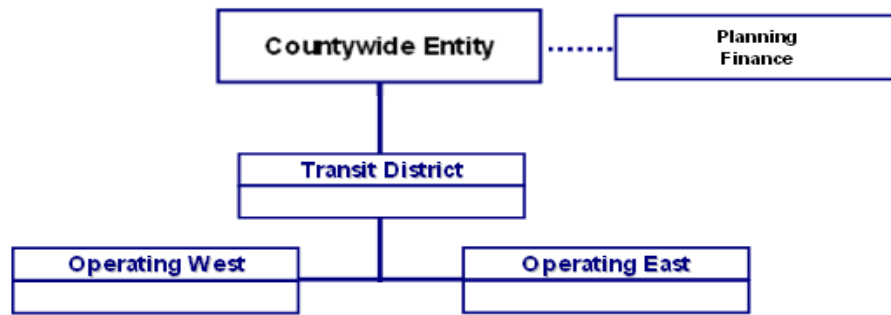 Countywide Entity
Planning
Finance
Transit District
Operating West
Operating East